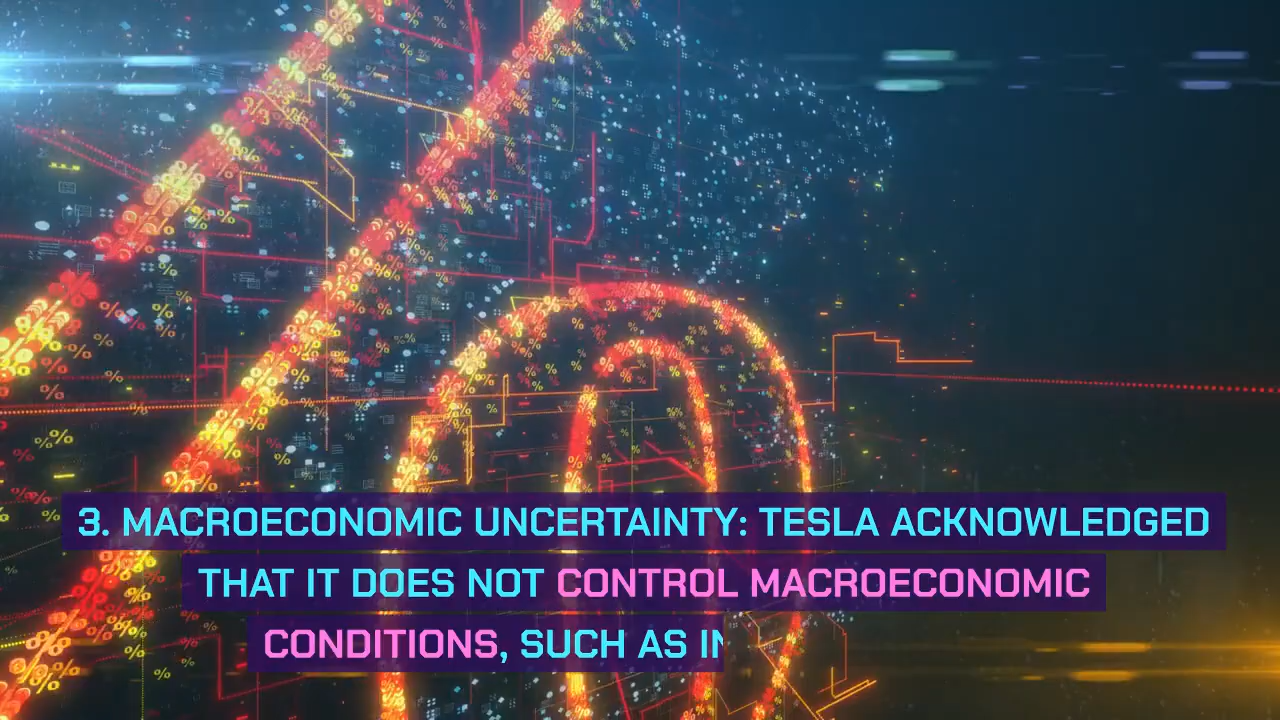 3. MACROECONOMIC UNCERTAINTY: TESLA ACKNOWLEDGED
THAT IT DOES NOT CONTROL MACROECONOMIC
CONDITIONS, SUCH AS